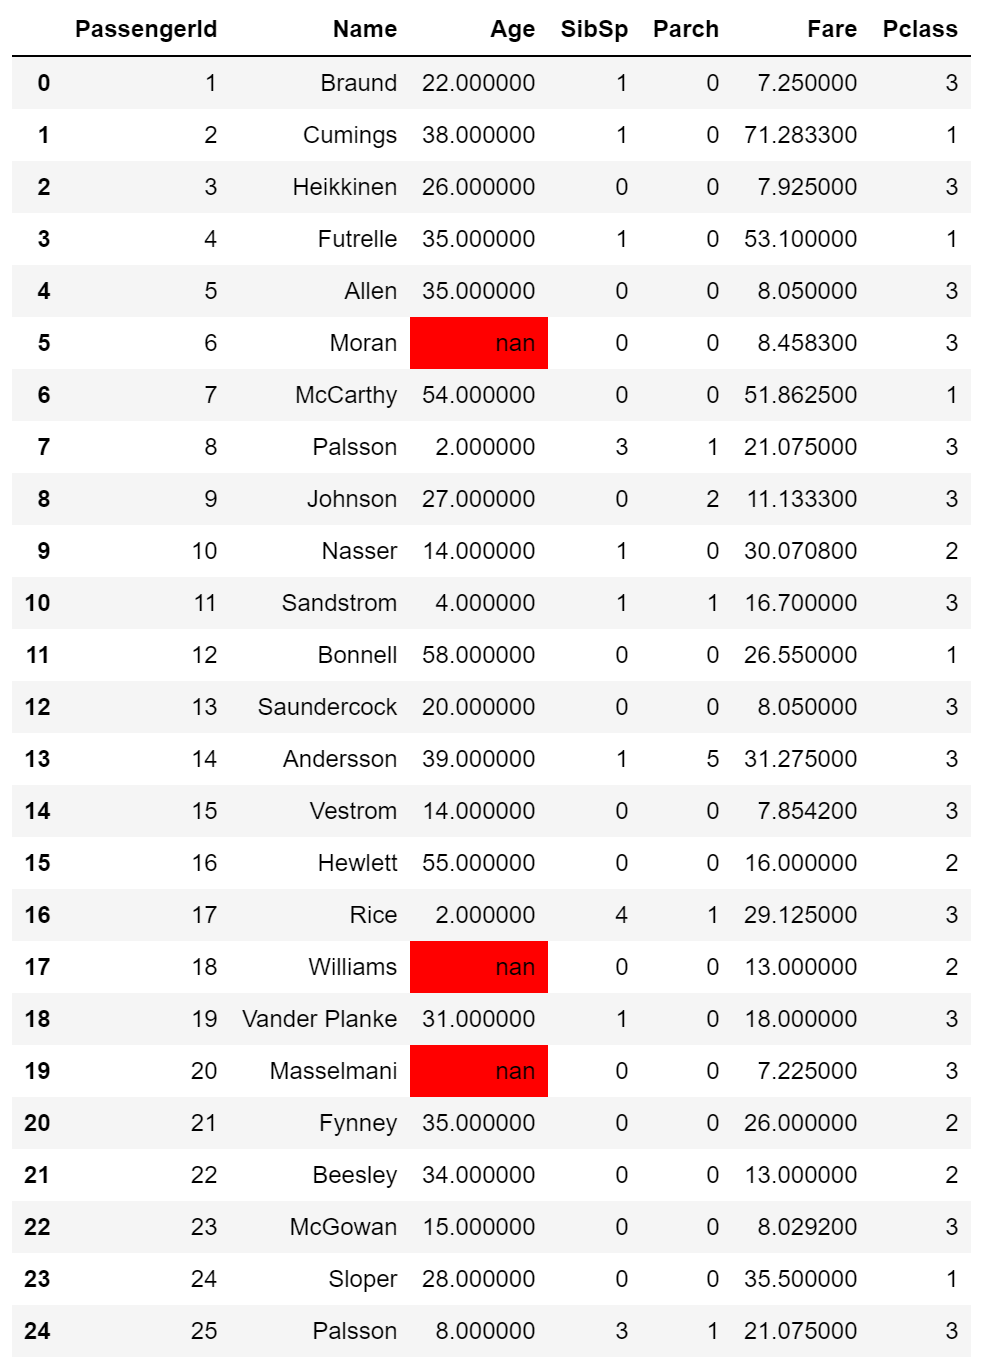 PassengerId Name Age SibSp Parch Fare Pclass
0 1 Braund 22.000000 1 0 7.250000 3
1 2 Cumings 38.000000 1 0 71.283300 1
2 3 Heikkinen 26.000000 0 0 7.925000 3
3 4 Futrelle 35.000000 1 0 53.100000 1
4 5 Allen 35.000000 0 0 8.050000 3
5 6 Moran nan 0 0 8.458300 3
6 7 McCarthy 54.000000 0 0 51.862500 1
7 8 Palsson 2.000000 3 1 21.075000 3
8 9 Johnson 27.000000 0 2 11.133300 3
9 10 Nasser 14.000000 1 0 30.070800 2
10 11 Sandstrom 4.000000 1 1 16.700000 3
11 12 Bonnell 58.000000 0 0 26.550000 1
12 13 Saundercock 20.000000 0 0 8.050000 3
13 14 Andersson 39.000000 1 5 31.275000 3
14 15 Vestrom 14.000000 0 0 7.854200 3
15 16 Hewlett 55.000000 0 0 16.000000 2
16 17 Rice 2.000000 4 1 29.125000 3
17 18 Williams nan 0 0 13.000000 2
18 19 Vander Planke 31.000000 1 0 18.000000 3
19 20 Masselmani nan 0 0 7.225000 3
20 21 Fynney 35.000000 0 0 26.000000 2
21 22 Beesley 34.000000 0 0 13.000000 2
22 23 McGowan 15.000000 0 0 8.029200 3
23 24 Sloper 28.000000 0 0 35.500000 1
24 25 Palsson 8.000000 3 1 21.075000 3